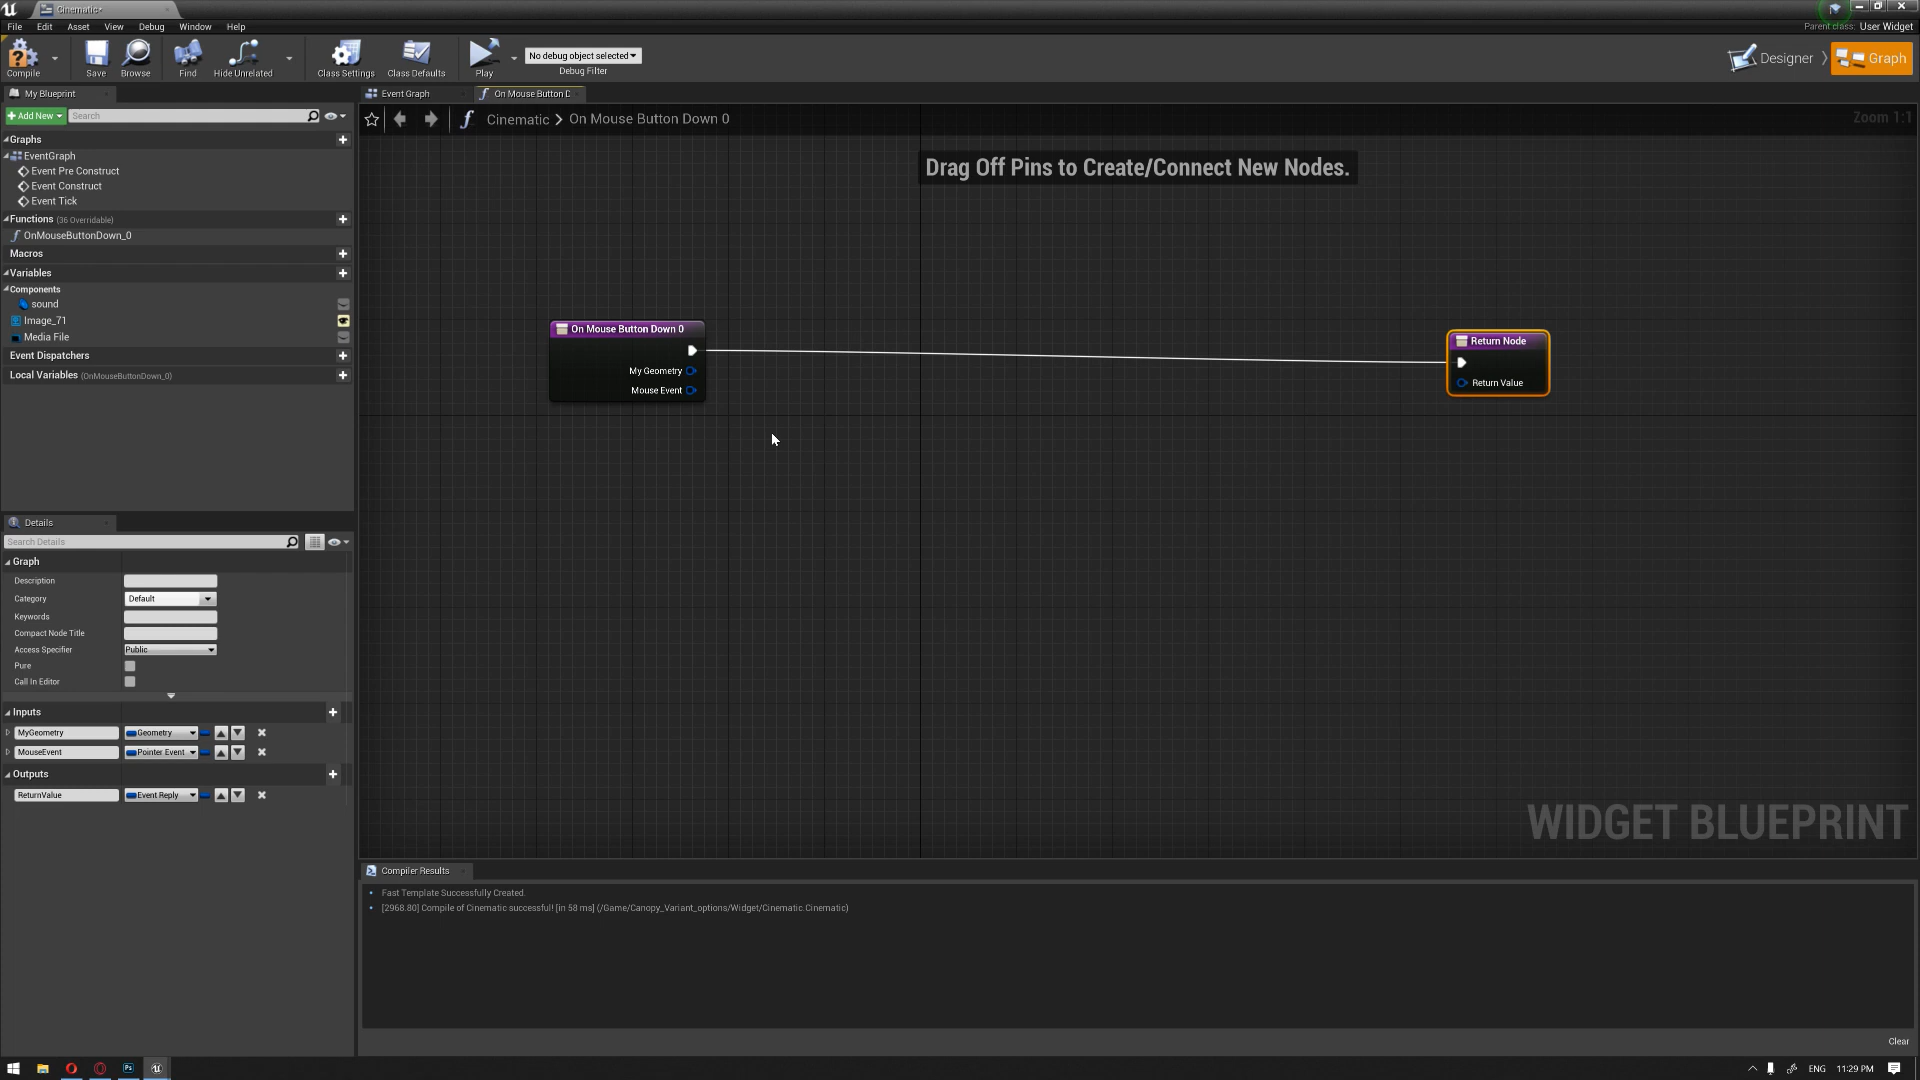 Cinematic*
File Edit Asset View Debug Window Help
Parent class: User Widget
Compile Save Browse Find Hide Unrelated Class Settings Class Defaults Play
No debug object selected
Debug Filter
Designer Graph
My Blueprint
Event Graph On Mouse Button D
Add New Search
Cinematic > On Mouse Button Down 0
Zoom 1:1
Drag Off Pins to Create/Connect New Nodes.
Graphs
EventGraph
Event Pre Construct
Event Construct
Event Tick
Functions (36 Overridable)
OnMouseButtonDown_0
Macros
Variables
Components
sound
Image_71
Media File
Event Dispatchers
Local Variables (OnMouseButtonDown_0)
On Mouse Button Down 0
My Geometry
Mouse Event
Return Node
Return Value
Details
Search Details
Graph
Description
Category Default
Keywords
Compact Node Title
Access Specifier Public
Pure
Call In Editor
Inputs
MyGeometry Geometry
MouseEvent Pointer Event
Outputs
ReturnValue Event Reply
WIDGET BLUEPRINT
Compiler Results
Fast Template Successfully Created.
[2968.80] Compile of Cinematic successful! [in 58 ms] (/Game/Canopy_Variant_options/Widget/Cinematic.Cinematic)
Clear
Ps
ENG 11:29 PM